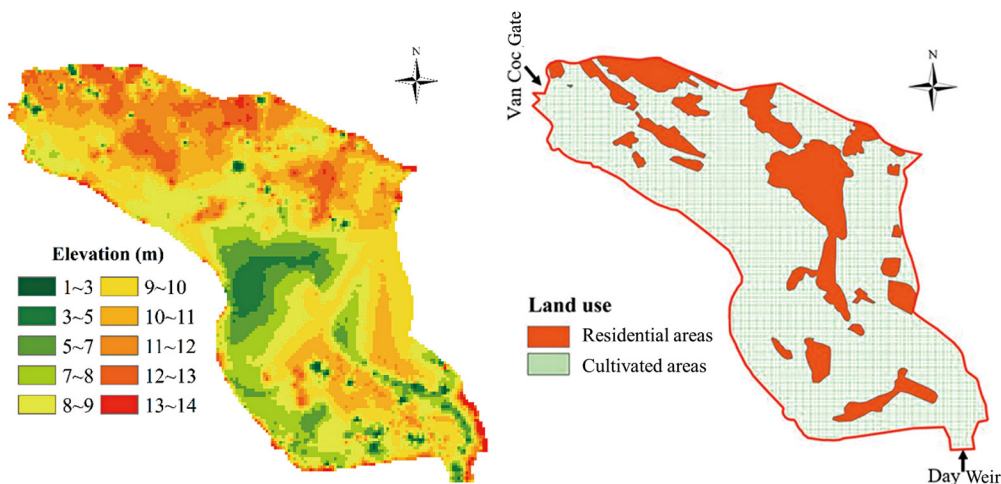 N
Elevation (m)
1~3
3~5
5~7
7~8
8~9
9~10
10~11
11~12
12~13
13~14
Van Coc Gate
N
Land use
Residential areas
Cultivated areas
Day Weir